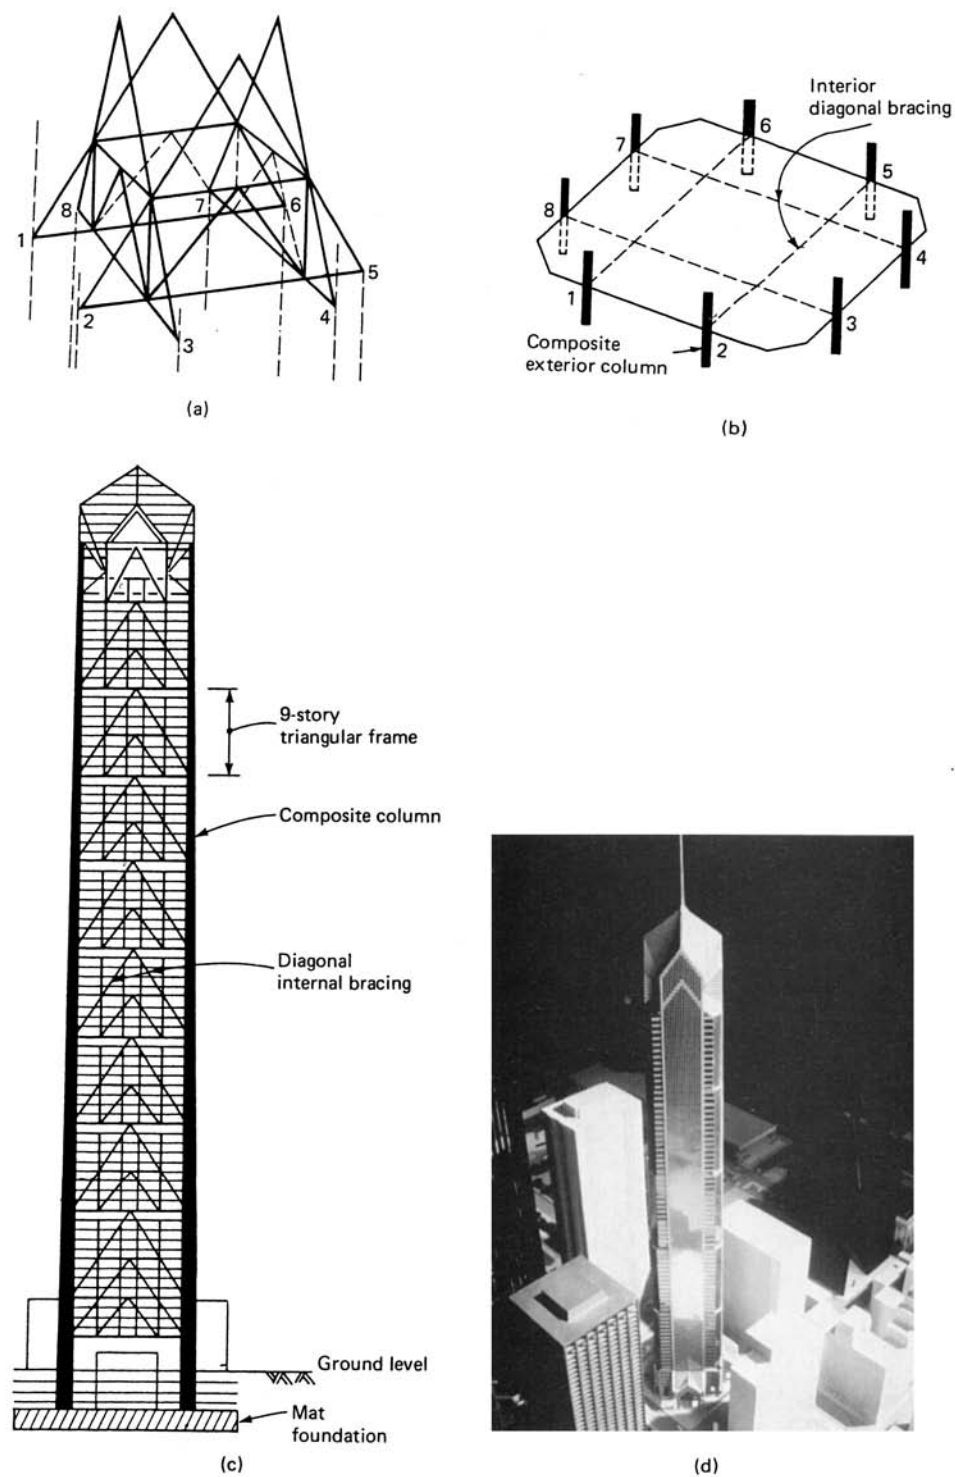 1
8
7
6
5
2
3
4
(a)
Interior
diagonal bracing
6
7
5
8
4
1
3
2
Composite
exterior column
(b)
9-story
triangular frame
Composite column
Diagonal
internal bracing
Ground level
Mat
foundation
(c)
(d)